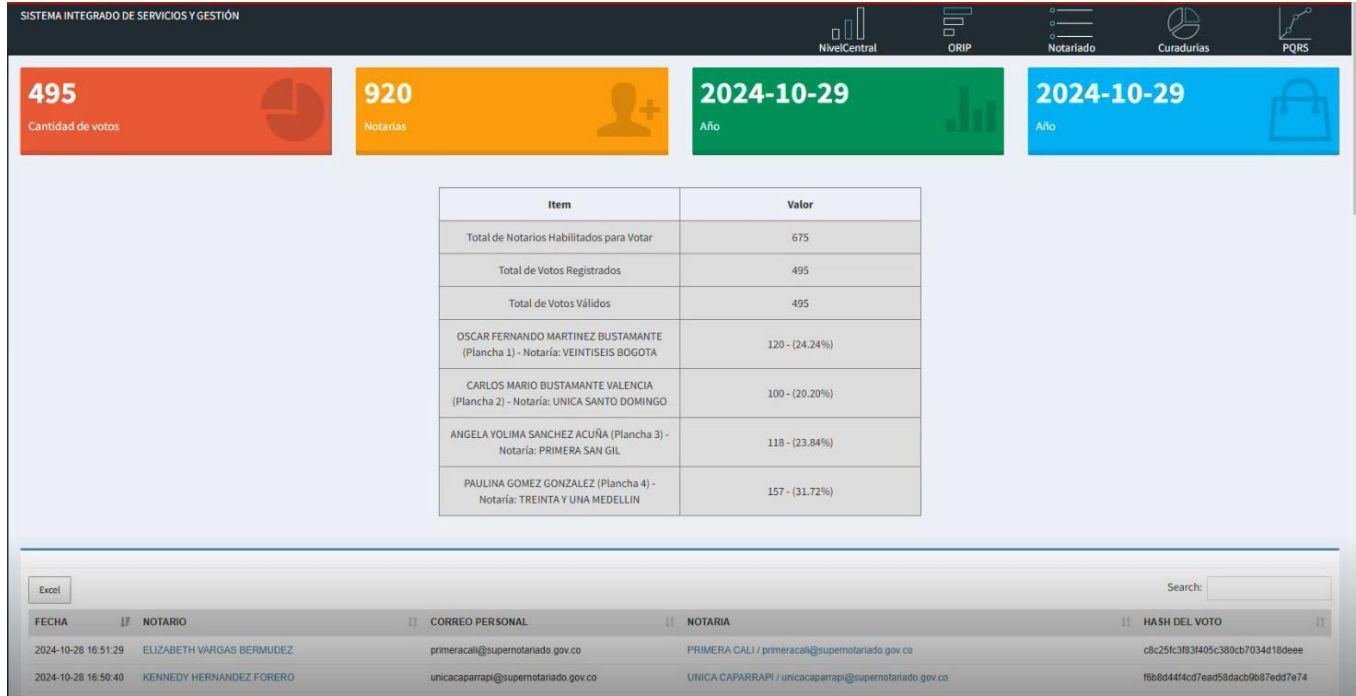 SISTEMA INTEGRADO DE SERVICIOS Y GESTIÓN
NivelCentral
ORIP
Notariado
Curadurias
PQRS
495
Cantidad de votos
920
Notarias
2024-10-29
Año
2024-10-29
Año
Item Valor
Total de Notarios Habilitados para Votar 675
Total de Votos Registrados 495
Total de Votos Válidos 495
OSCAR FERNANDO MARTINEZ BUSTAMANTE
(Plancha 1) - Notaría: VEINTISEIS BOGOTA
120 - (24.24%)
CARLOS MARIO BUSTAMANTE VALENCIA
(Plancha 2) - Notaría: UNICA SANTO DOMINGO
100 - (20.20%)
ANGELA YOLIMA SANCHEZ ACUÑA (Plancha 3) -
Notaría: PRIMERA SAN GIL
118 - (23.84%)
PAULINA GOMEZ GONZALEZ (Plancha 4) -
Notaría: TREINTA Y UNA MEDELLIN
157 - (31.72%)
Excel
Search:
FECHA NOTARIO CORREO PERSONAL NOTARIA HASH DEL VOTO
2024-10-28 16:51:29 ELIZABETH VARGAS BERMUDEZ primeracali@supernotariado.gov.co PRIMERA CALI / primeracali@supernotariado.gov.co c8c25fc3f83f405c380cb7034d18deee
2024-10-28 16:50:40 KENNEDY HERNANDEZ FORERO unicacaparrapi@supernotariado.gov.co UNICA CAPARRAPI / unicacaparrapi@supernotariado.gov.co f6b8d44f4cd7ead58dacb9b87edd7e74